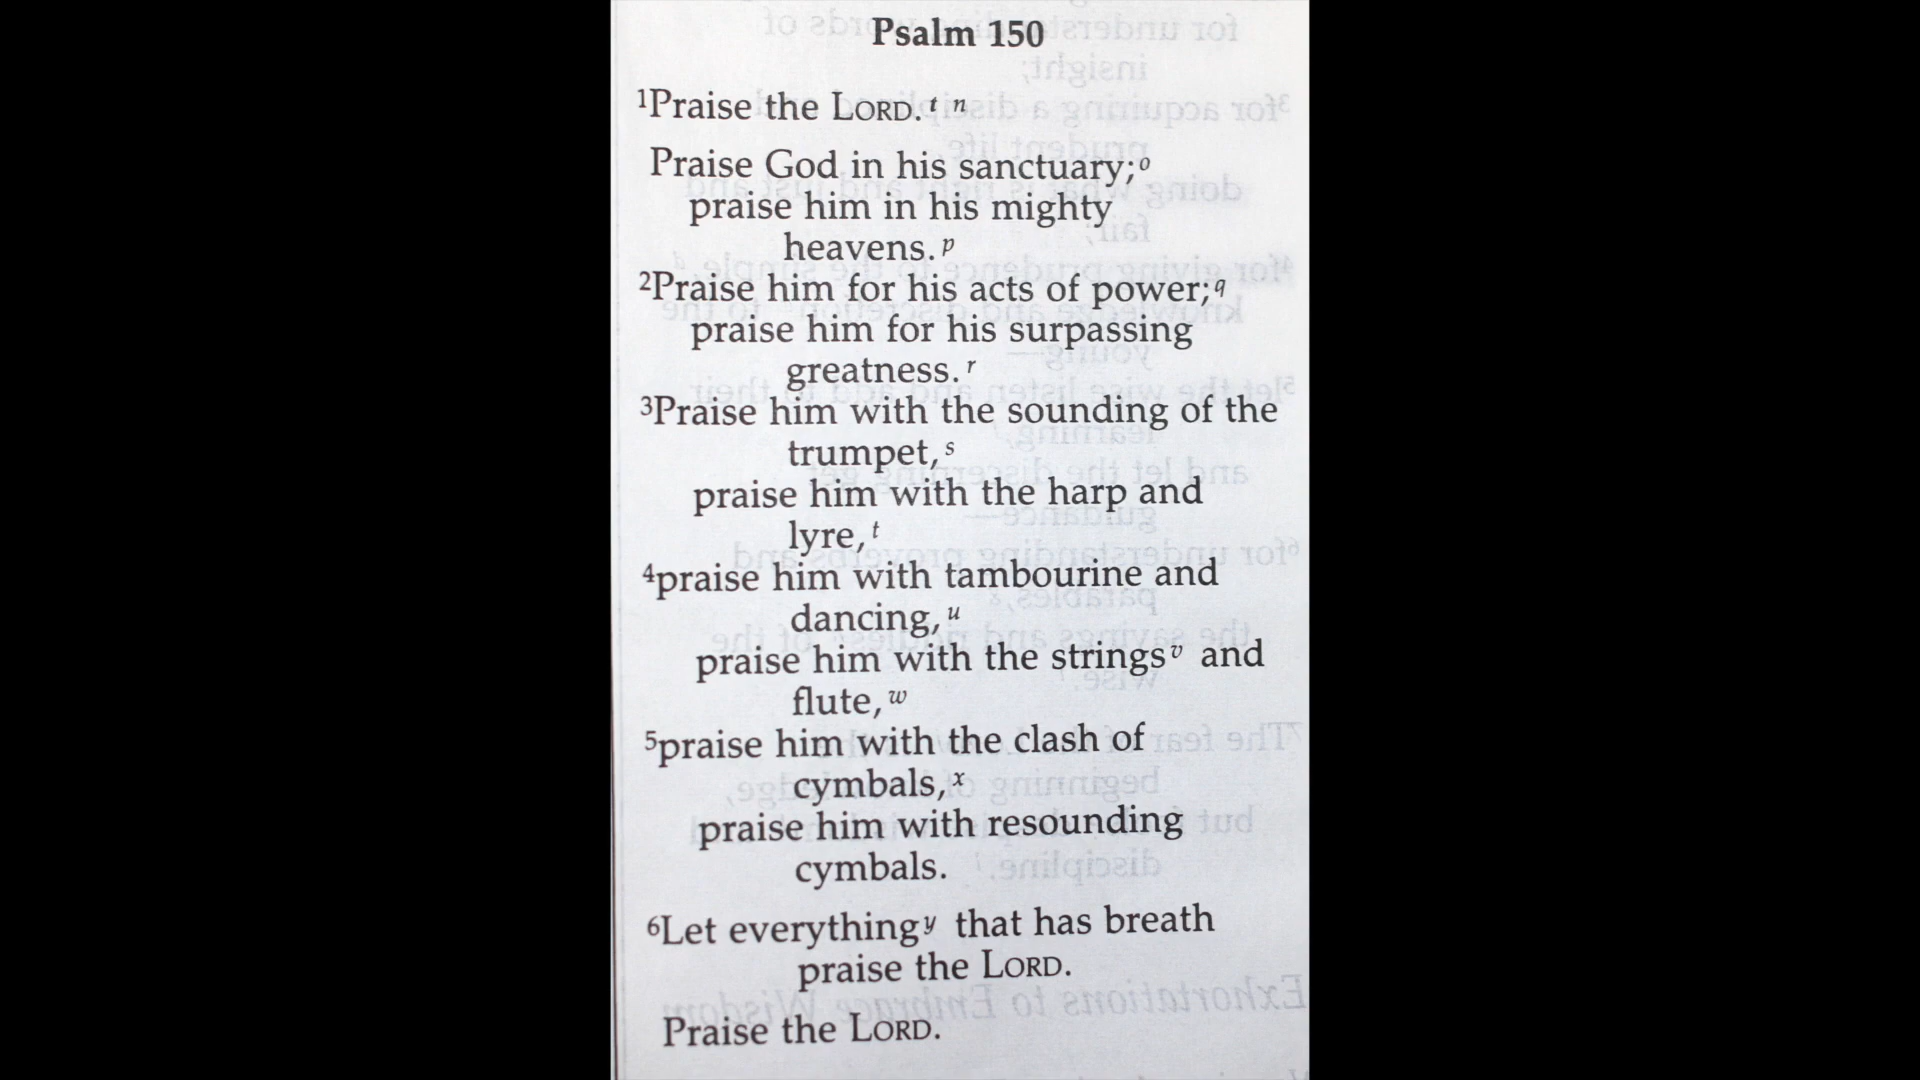 Psalm 150
1Praise the LORD. t n
Praise God in his sanctuary; o
praise him in his mighty
heavens. p
2Praise him for his acts of power; q
praise him for his surpassing
greatness. r
3Praise him with the sounding of the
trumpet, s
praise him with the harp and
lyre, t
4praise him with tambourine and
dancing, u
praise him with the strings v and
flute, w
5praise him with the clash of
cymbals, x
praise him with resounding
cymbals.
6Let everything y that has breath
praise the LORD.
Praise the LORD.